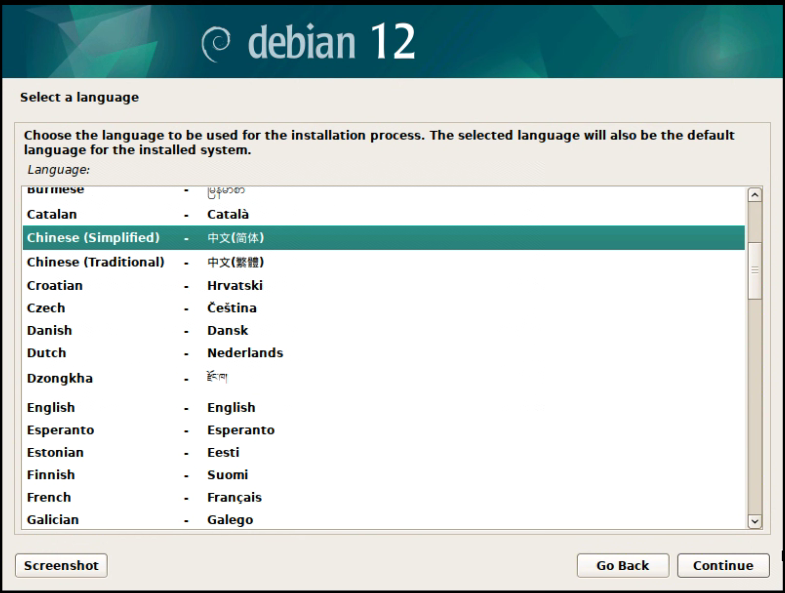 debian 12
Select a language
Choose the language to be used for the installation process. The selected language will also be the default
language for the installed system.
Language:
Burmese - မြန်မာစာ
Catalan - Català
Chinese (Simplified) - 中文(简体)
Chinese (Traditional) - 中文(繁體)
Croatian - Hrvatski
Czech - Čeština
Danish - Dansk
Dutch - Nederlands
Dzongkha - རྫོང་ཁ།
English - English
Esperanto - Esperanto
Estonian - Eesti
Finnish - Suomi
French - Français
Galician - Galego
Screenshot Go Back Continue